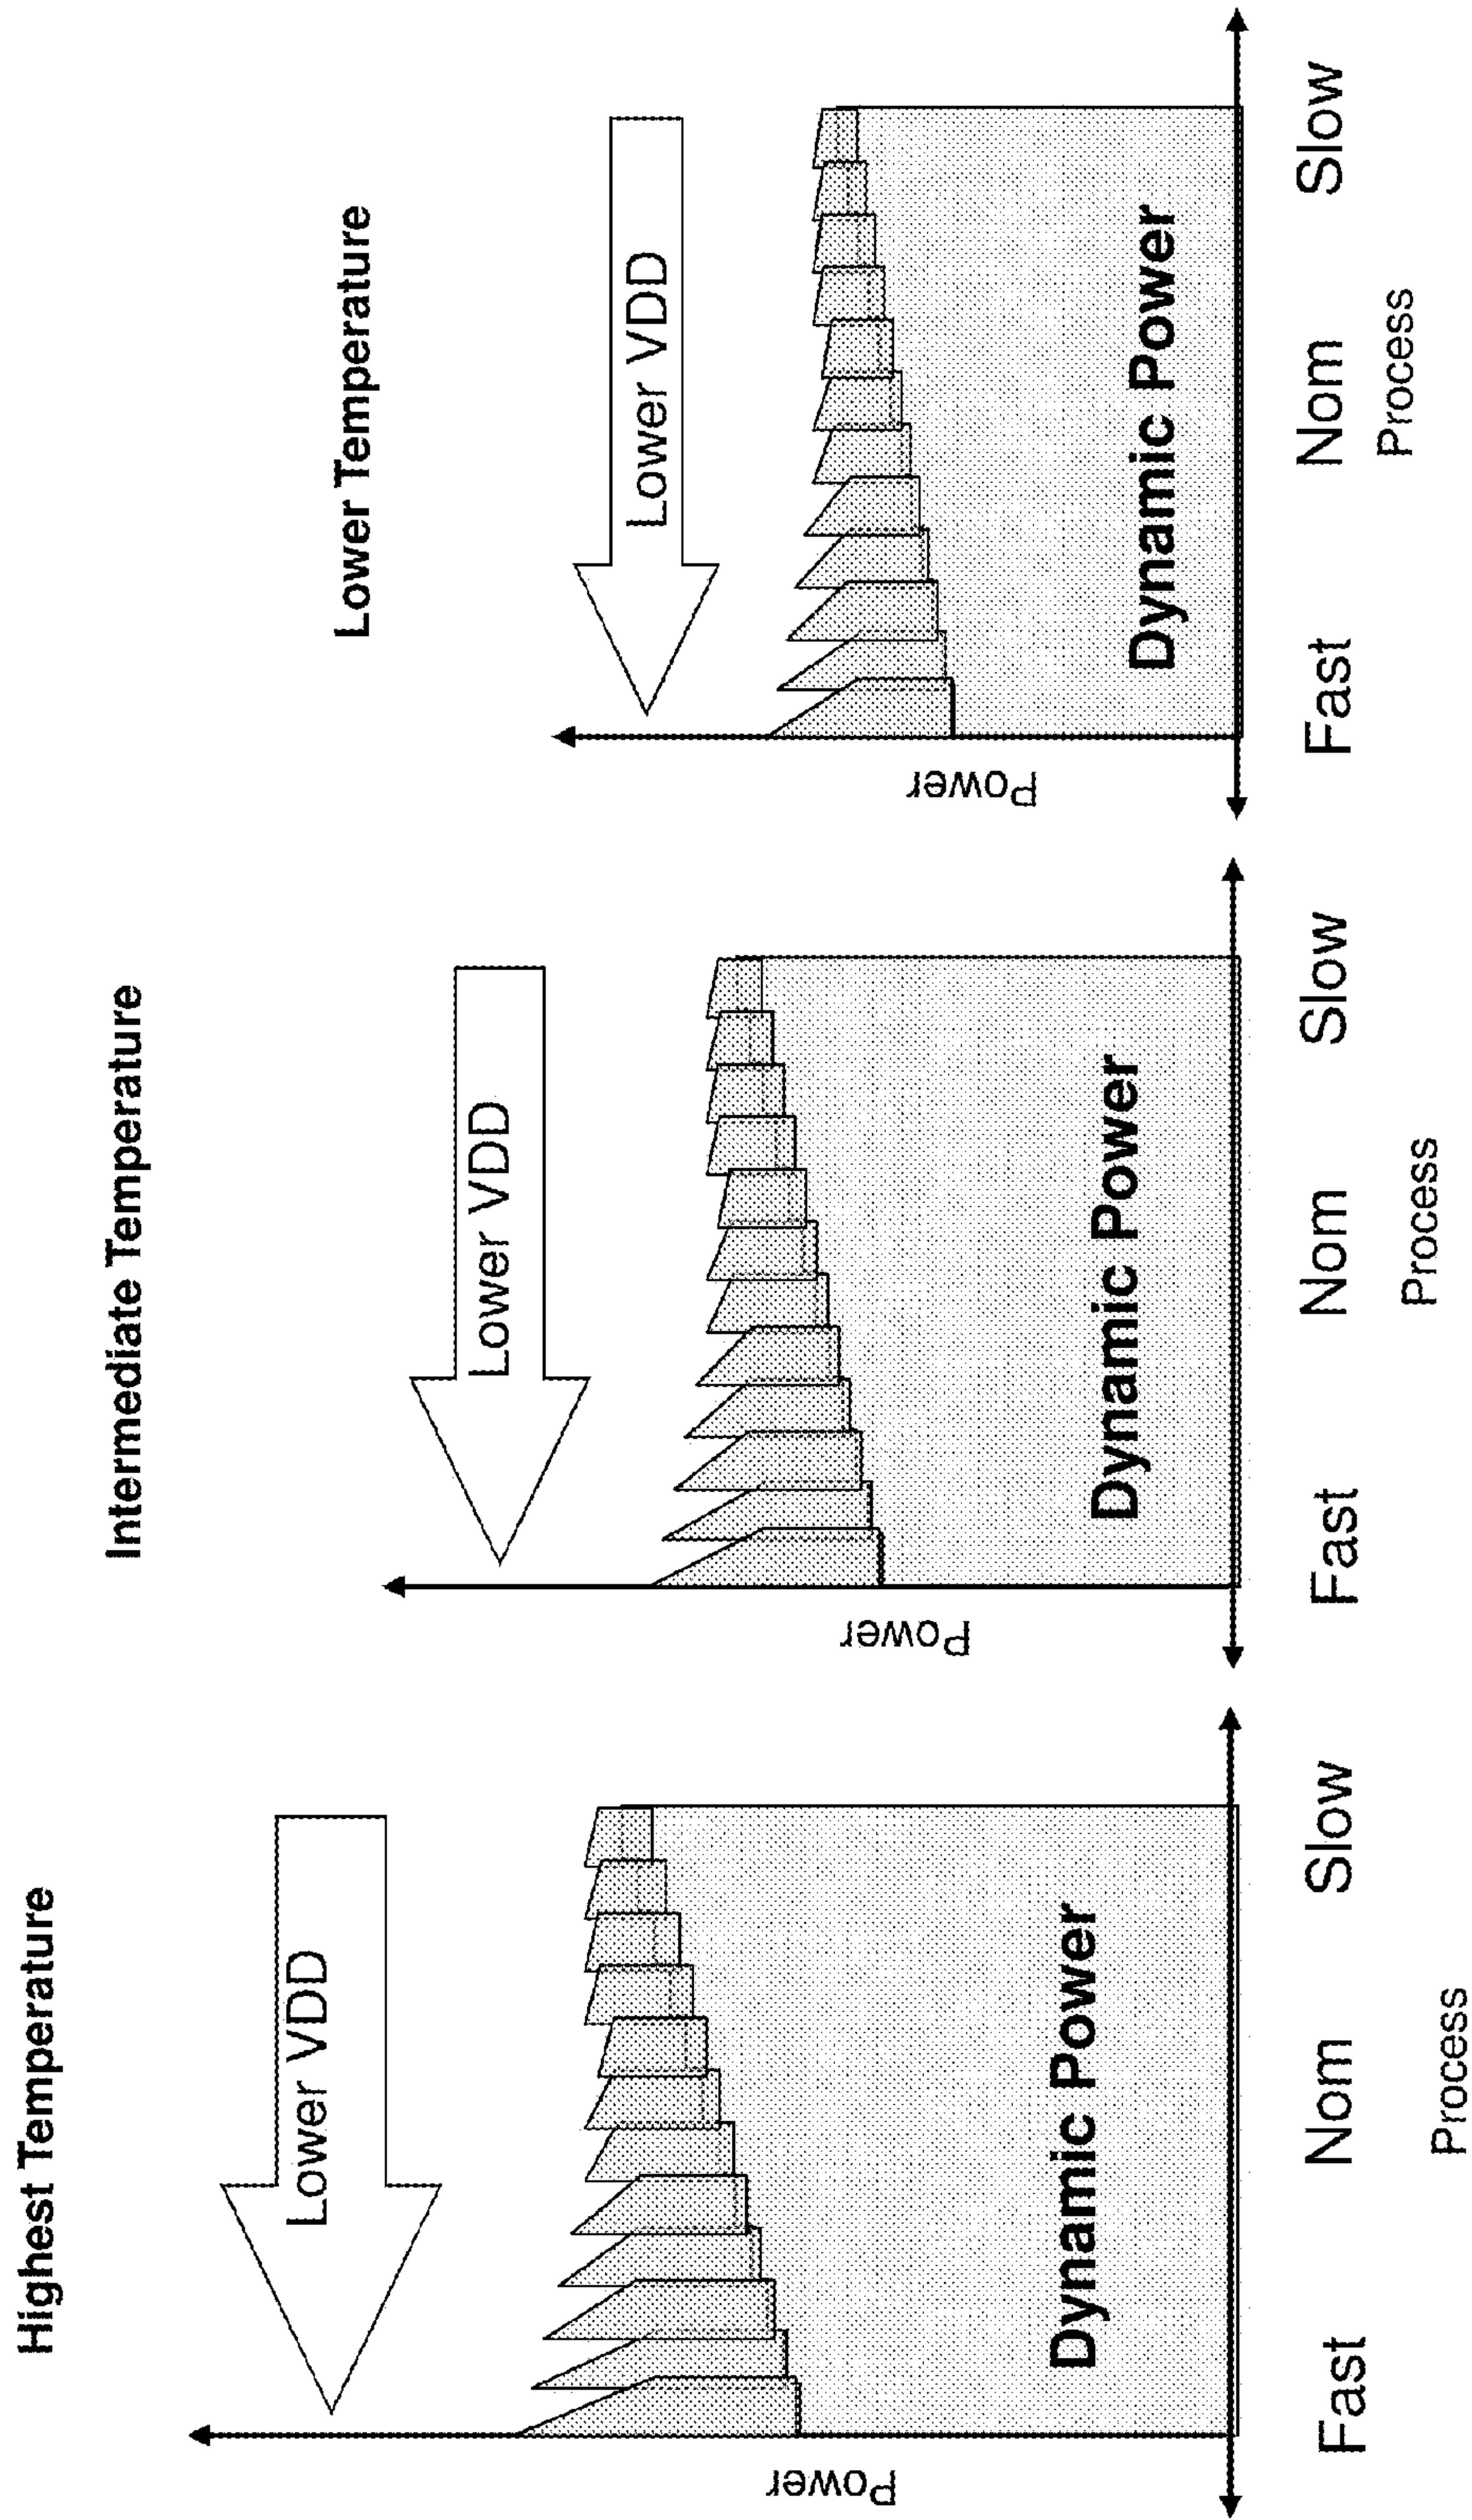 Highest Temperature
Lower VDD
Power
Dynamic Power
Fast
Nom
Slow
Process
Intermediate Temperature
Lower VDD
Power
Dynamic Power
Fast
Nom
Slow
Process
Lower Temperature
Lower VDD
Power
Dynamic Power
Fast
Nom
Slow
Process